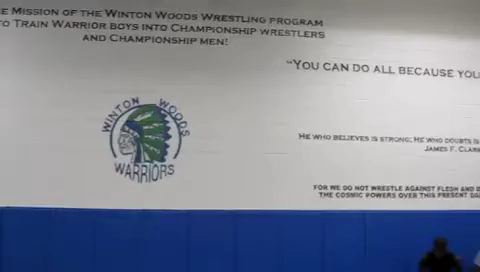 E MISSION OF THE WINTON WOODS WRESTLING PROGRAM
TO TRAIN WARRIOR BOYS INTO CHAMPIONSHIP WRESTLERS
AND CHAMPIONSHIP MEN!
"YOU CAN DO ALL BECAUSE YOU
WINTON WOODS
WARRIORS
HE WHO BELIEVES IS STRONG; HE WHO DOUBTS IS
JAMES F. CLAR
FOR WE DO NOT WRESTLE AGAINST FLESH AND B
THE COSMIC POWERS OVER THIS PRESENT DA